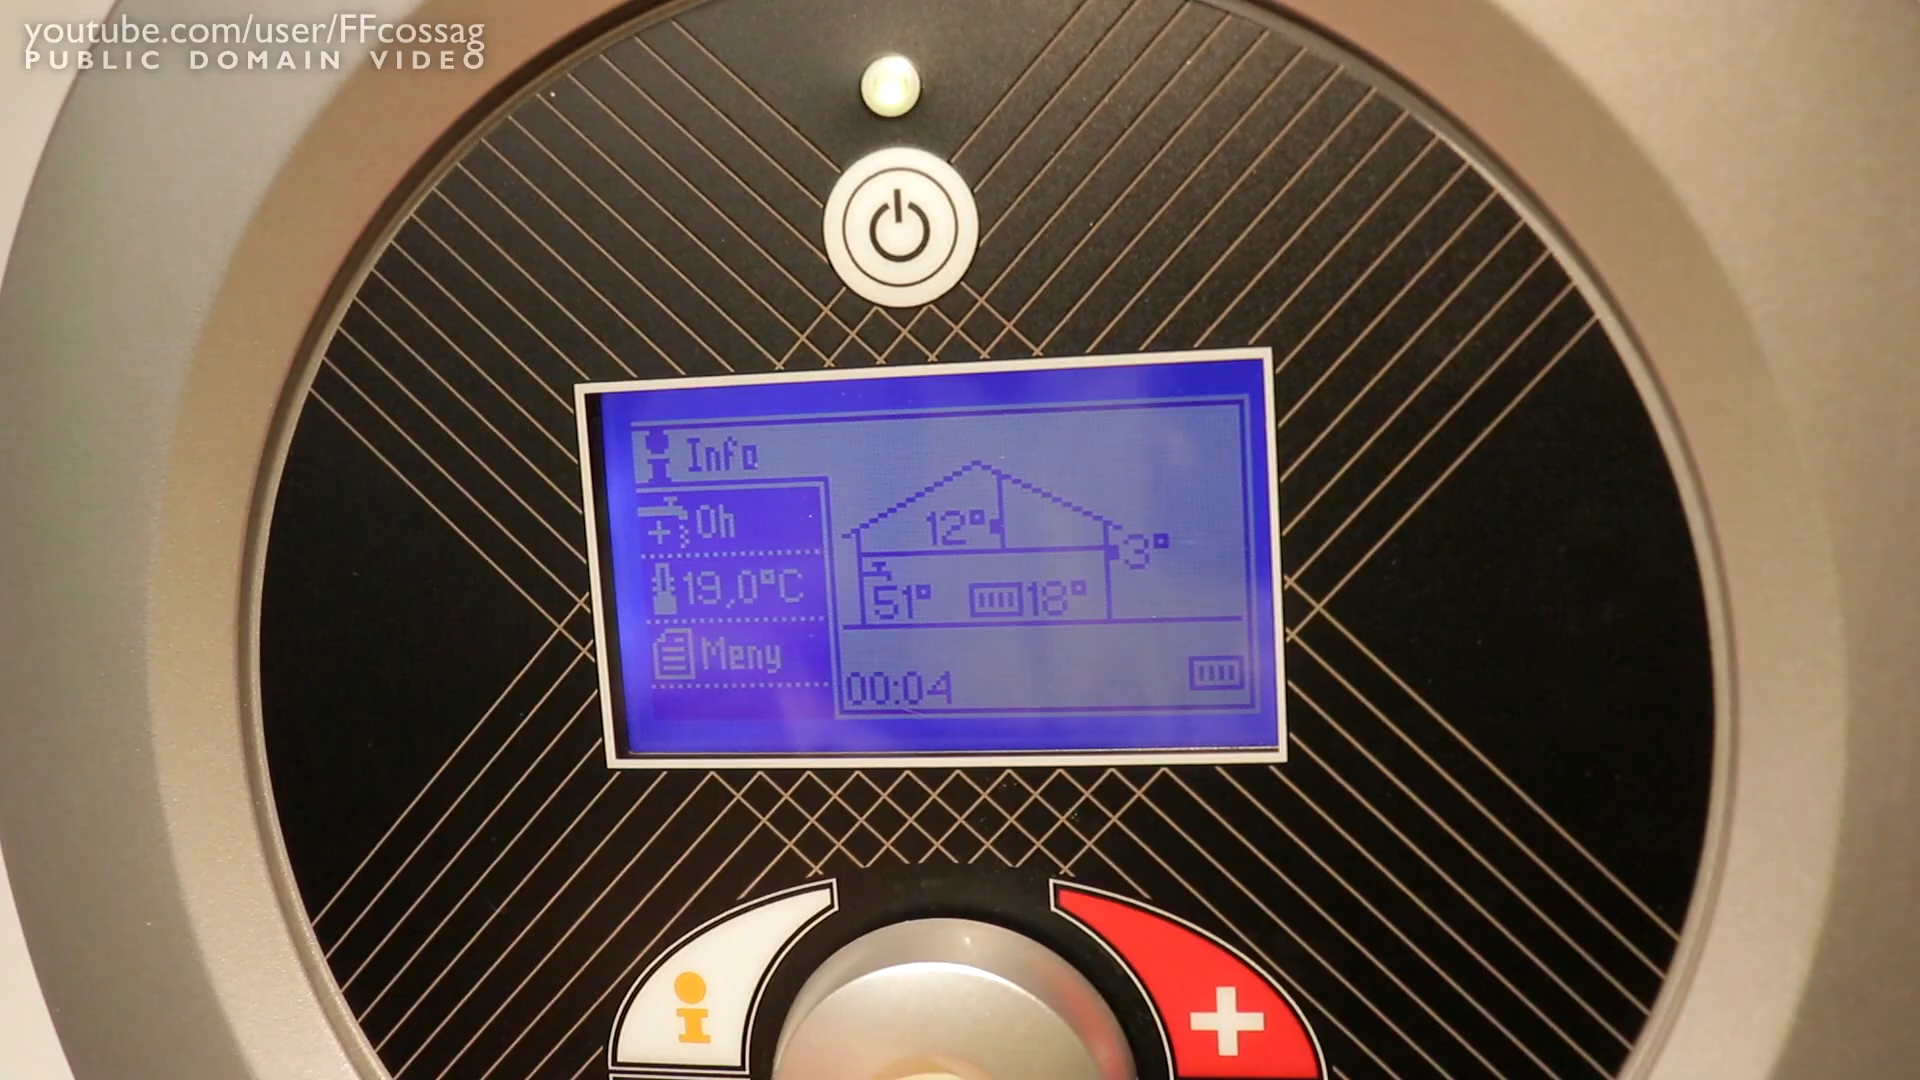 youtube.com/user/FFcossag
PUBLIC DOMAIN VIDEO
Info
0h
19,0°C
Meny
12°
3°
51°
18°
00:04